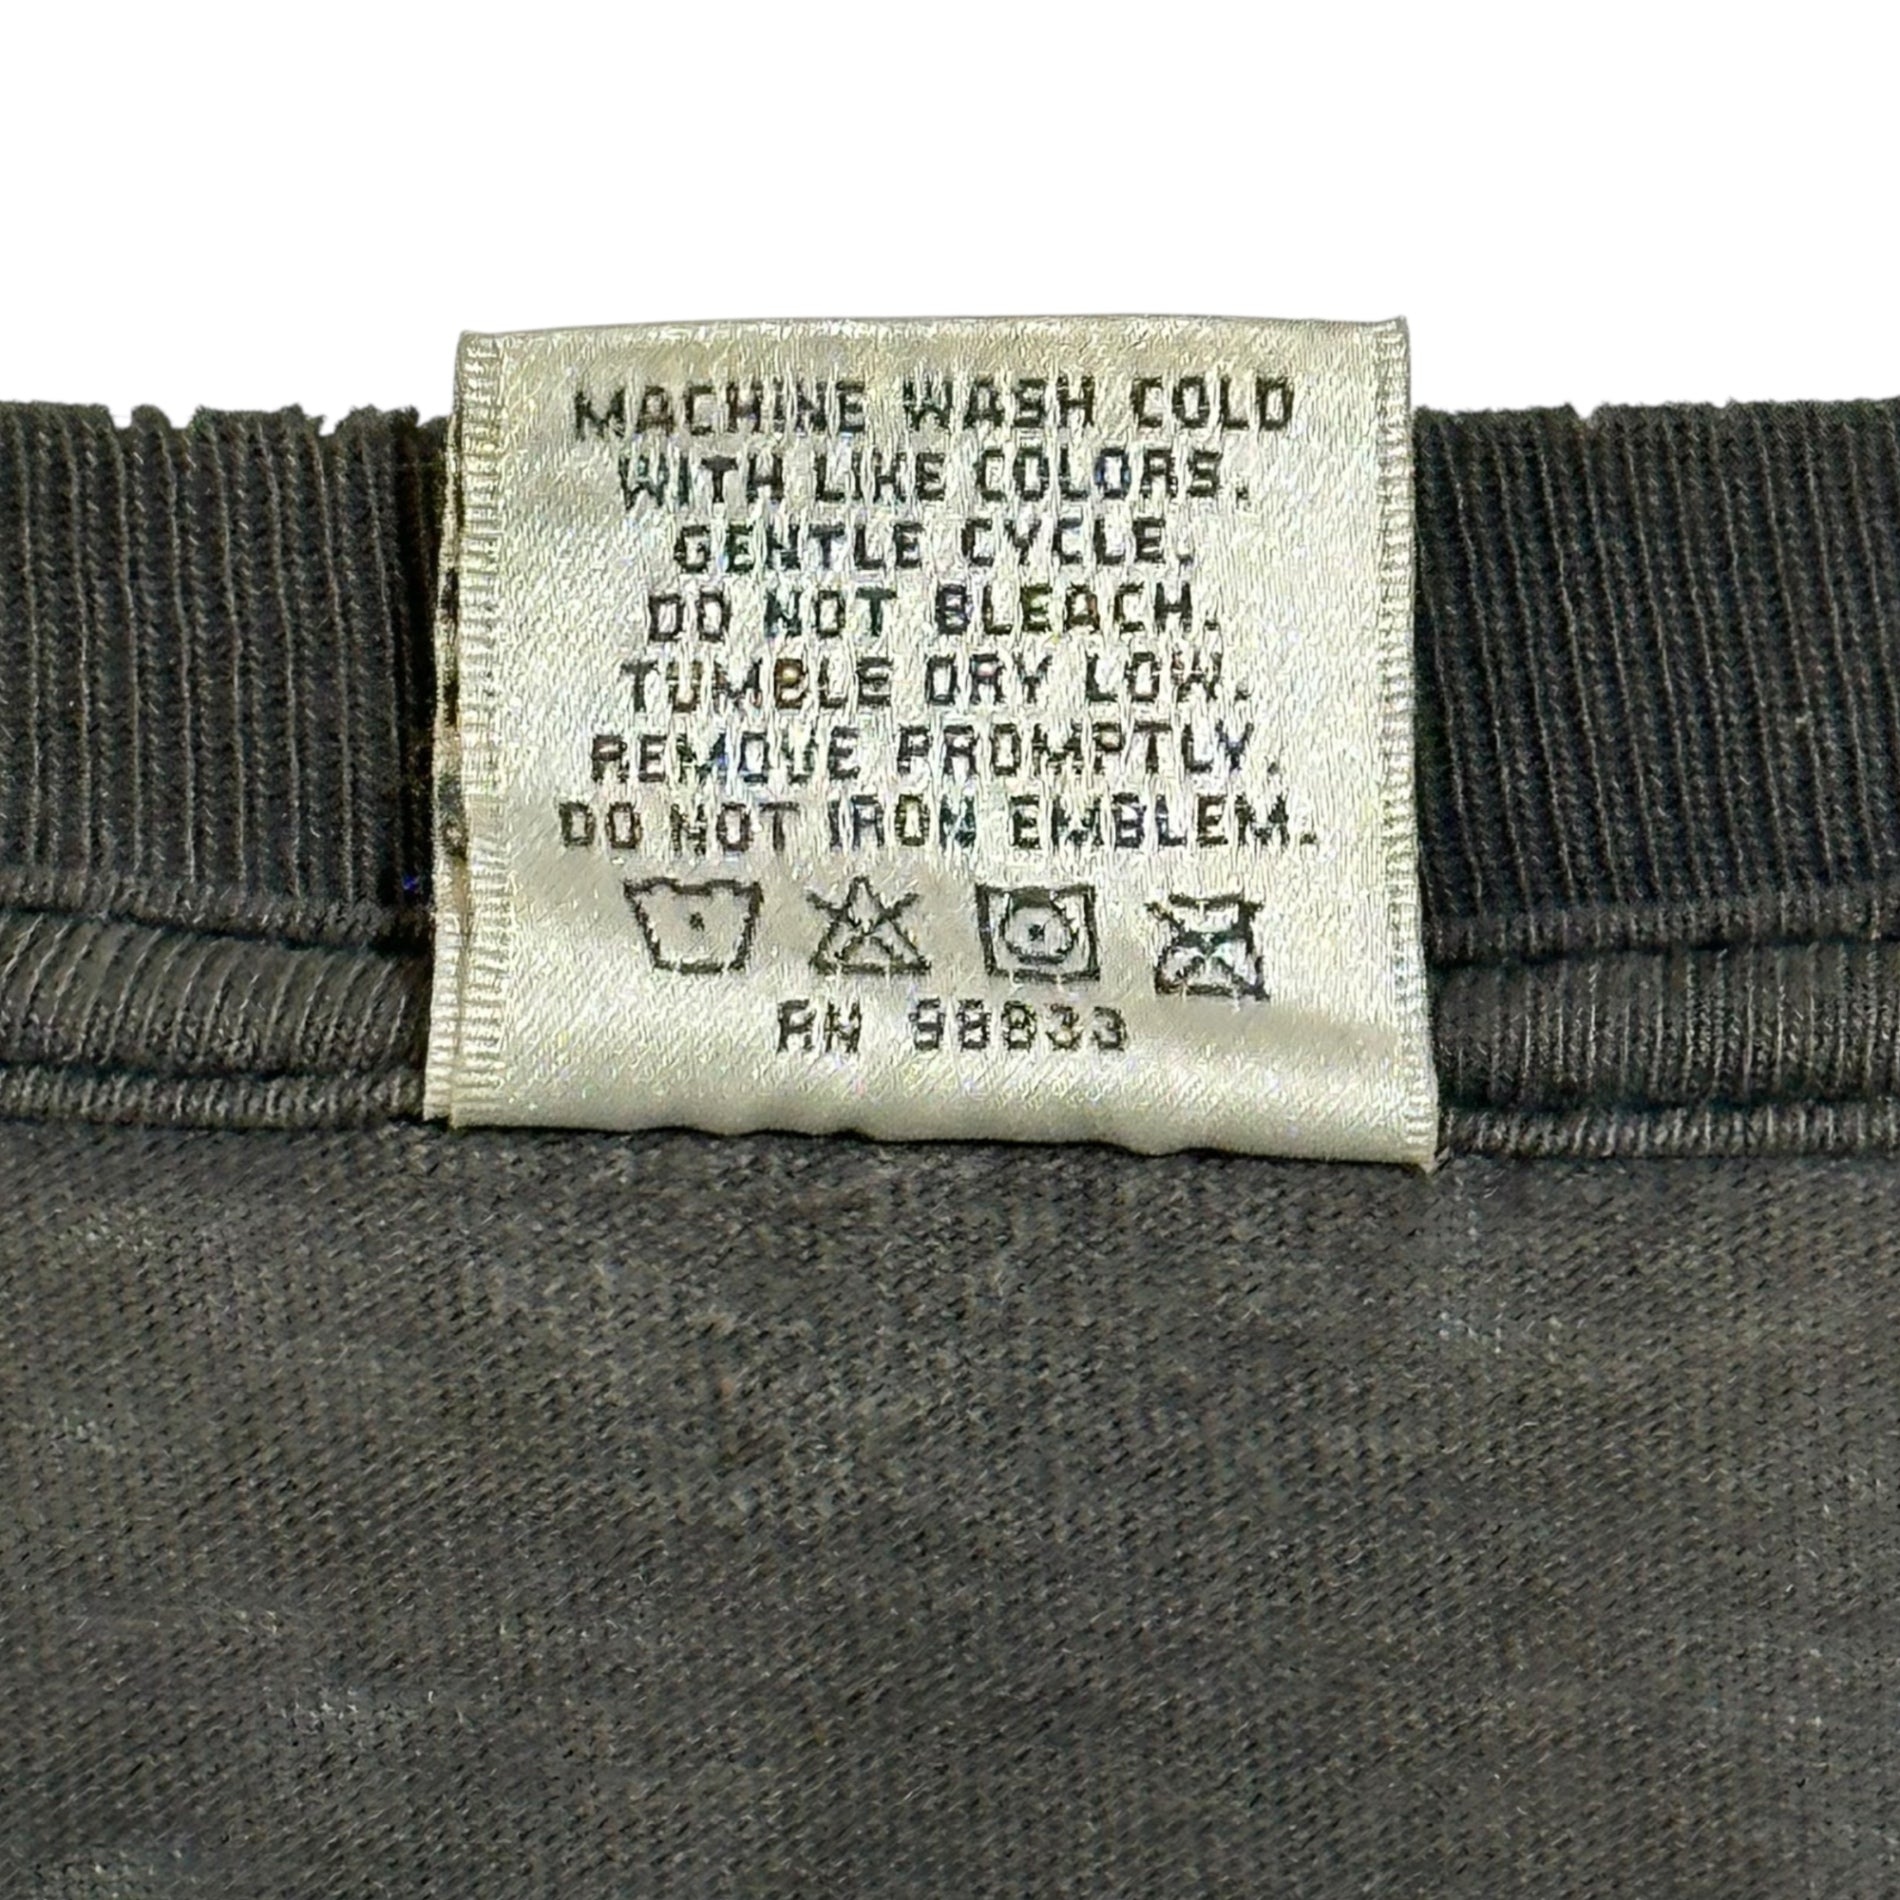 MACHINE WASH COLD
WITH LIKE COLORS.
GENTLE CYCLE.
DO NOT BLEACH.
TUMBLE DRY LOW.
REMOVE PROMPTLY.
DO NOT IRON EMBLEM.
RN